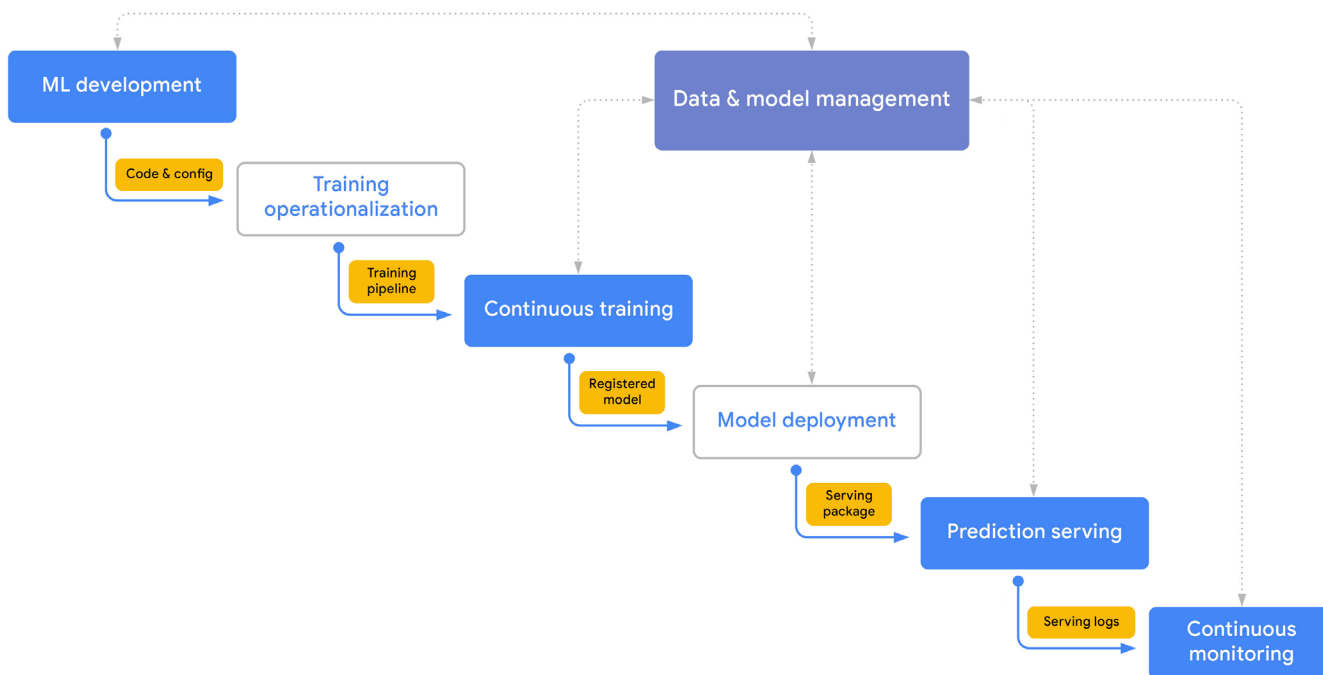 ML development
Data & model management
Code & config
Training
operationalization
Training
pipeline
Continuous training
Registered
model
Model deployment
Serving
package
Prediction serving
Serving logs
Continuous
monitoring